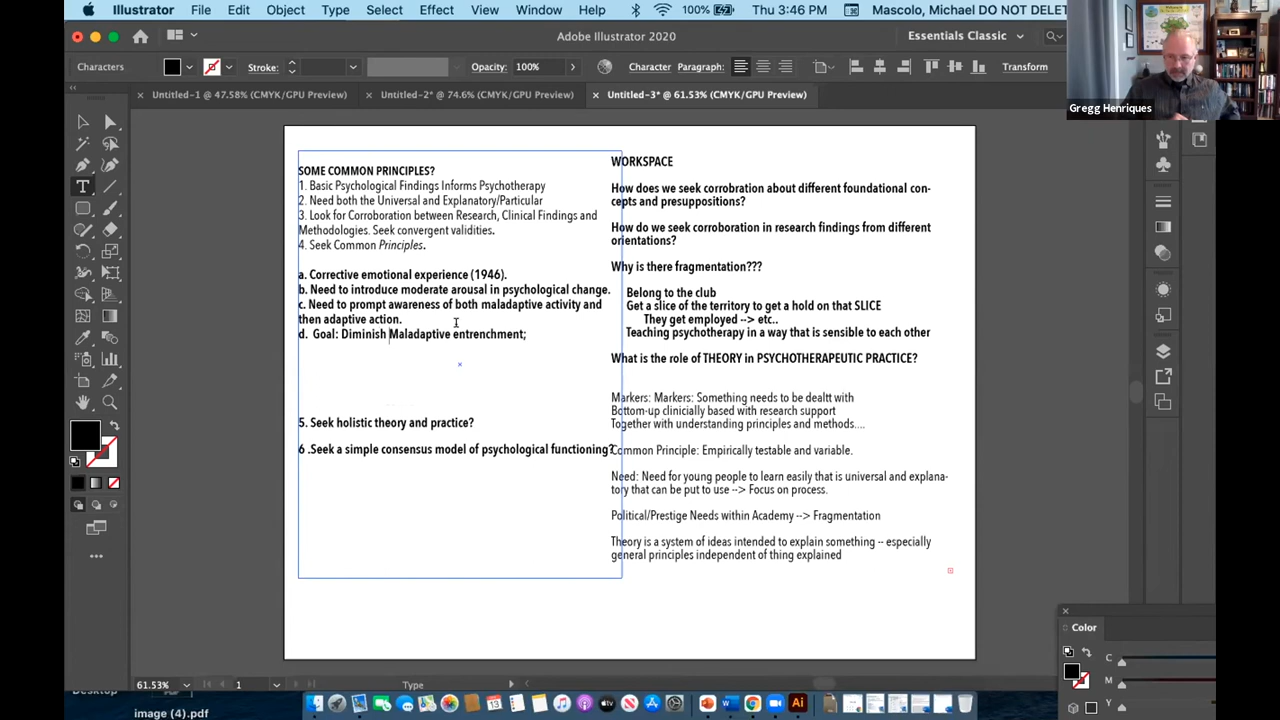 Illustrator File Edit Object Type Select Effect View Window Help 100% Thu 3:46 PM Mascolo, Michael DO NOT DELET
Adobe Illustrator 2020
Essentials Classic
Characters Stroke: Opacity: 100% Character Paragraph: Transform
Untitled-1 @ 47.58% (CMYK/GPU Preview)
Untitled-2* @ 74.6% (CMYK/GPU Preview)
Untitled-3* @ 61.53% (CMYK/GPU Preview)
Gregg Henriques
SOME COMMON PRINCIPLES?
1. Basic Psychological Findings Informs Psychotherapy
2. Need both the Universal and Explanatory/Particular
3. Look for Corroboration between Research, Clinical Findings and
Methodologies. Seek convergent validities.
4. Seek Common Principles.
a. Corrective emotional experience (1946).
b. Need to introduce moderate arousal in psychological change.
c. Need to prompt awareness of both maladaptive activity and
then adaptive action.
d. Goal: Diminish Maladaptive entrenchment;
5. Seek holistic theory and practice?
6 .Seek a simple consensus model of psychological functioning?
WORKSPACE
How does we seek corrobration about different foundational con-
cepts and presuppositions?
How do we seek corroboration in research findings from different
orientations?
Why is there fragmentation???
Belong to the club
Get a slice of the territory to get a hold on that SLICE
They get employed --> etc..
Teaching psychotherapy in a way that is sensible to each other
What is the role of THEORY in PSYCHOTHERAPEUTIC PRACTICE?
Markers: Markers: Something needs to be dealtt with
Bottom-up clinicially based with research support
Together with understanding principles and methods....
Common Principle: Empirically testable and variable.
Need: Need for young people to learn easily that is universal and explana-
tory that can be put to use --> Focus on process.
Political/Prestige Needs within Academy --> Fragmentation
Theory is a system of ideas intended to explain something -- especially
general principles independent of thing explained
Color
C
M
Y
61.53% 1 Type
Desktop
image (4).pdf